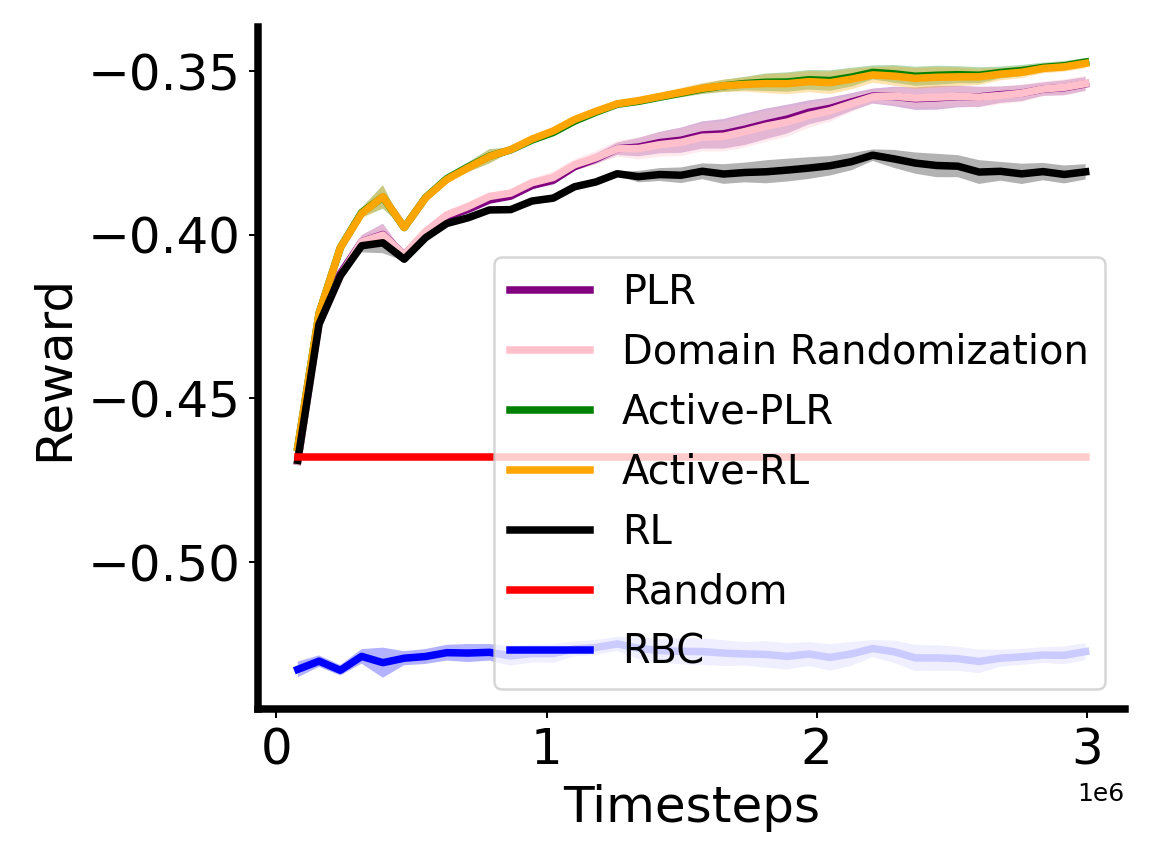 Reward
−0.35
−0.40
−0.45
−0.50
PLR
Domain Randomization
Active-PLR
Active-RL
RL
Random
RBC
0
1
2
3
1e6
Timesteps